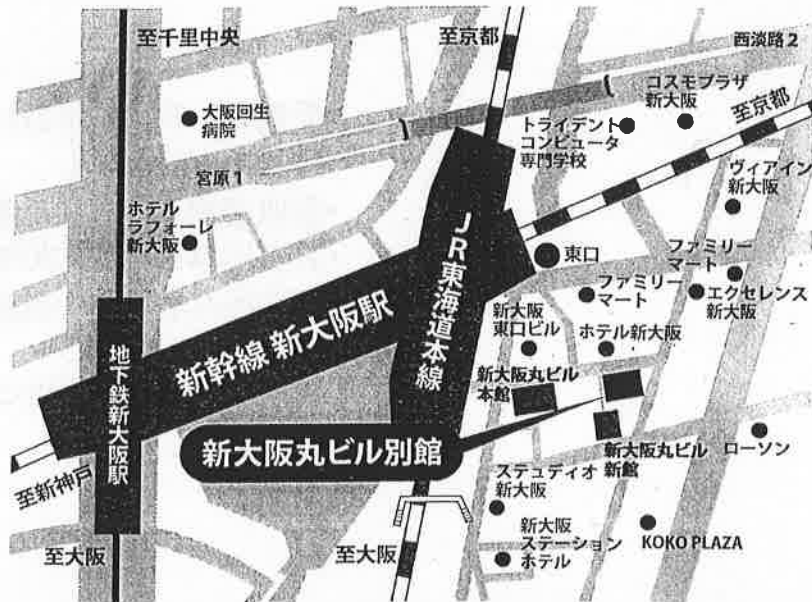 至千里中央
至京都
西淡路2
大阪回生
病院
コスモプラザ
新大阪
至京都
トライデント
コンピュータ
専門学校
宮原1
ヴィアイン
新大阪
ホテル
ラフォーレ
新大阪
JR東海道本線
東口
ファミリー
マート
ファミリー
マート
エクセレンス
新大阪
新幹線 新大阪駅
新大阪
東口ビル
ホテル新大阪
地下鉄新大阪駅
新大阪丸ビル
本館
新大阪丸ビル別館
新大阪丸ビル
新館
ローソン
至新神戸
ステュディオ
新大阪
至大阪
至大阪
新大阪
ステーション
ホテル
KOKO PLAZA